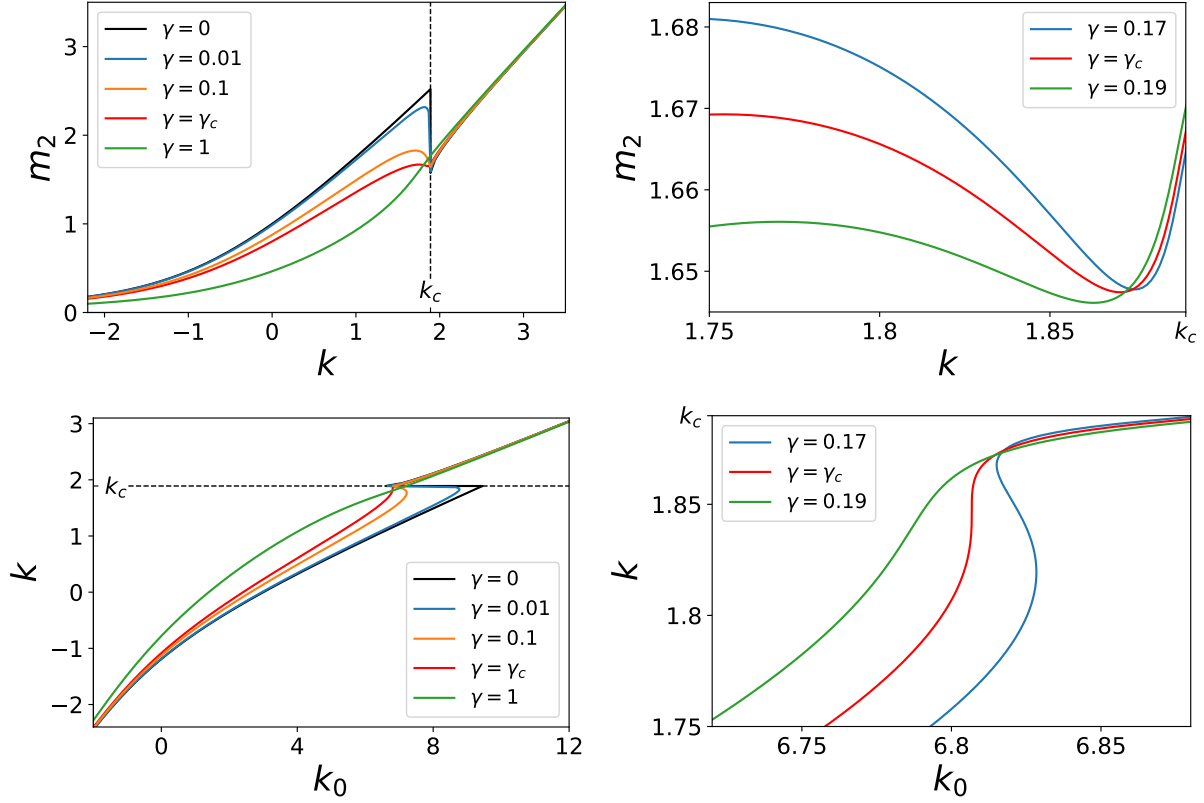 γ = 0
γ = 0.01
γ = 0.1
γ = γc
γ = 1
3
2
1
0
m2
kc
−2
−1
0
1
2
3
k
γ = 0.17
γ = γc
γ = 0.19
1.68
1.67
1.66
1.65
m2
1.75
1.8
1.85
kc
k
3
2
1
0
−1
−2
kc
k
γ = 0
γ = 0.01
γ = 0.1
γ = γc
γ = 1
0
4
8
12
k0
kc
γ = 0.17
γ = γc
γ = 0.19
1.85
1.8
1.75
k
6.75
6.8
6.85
k0